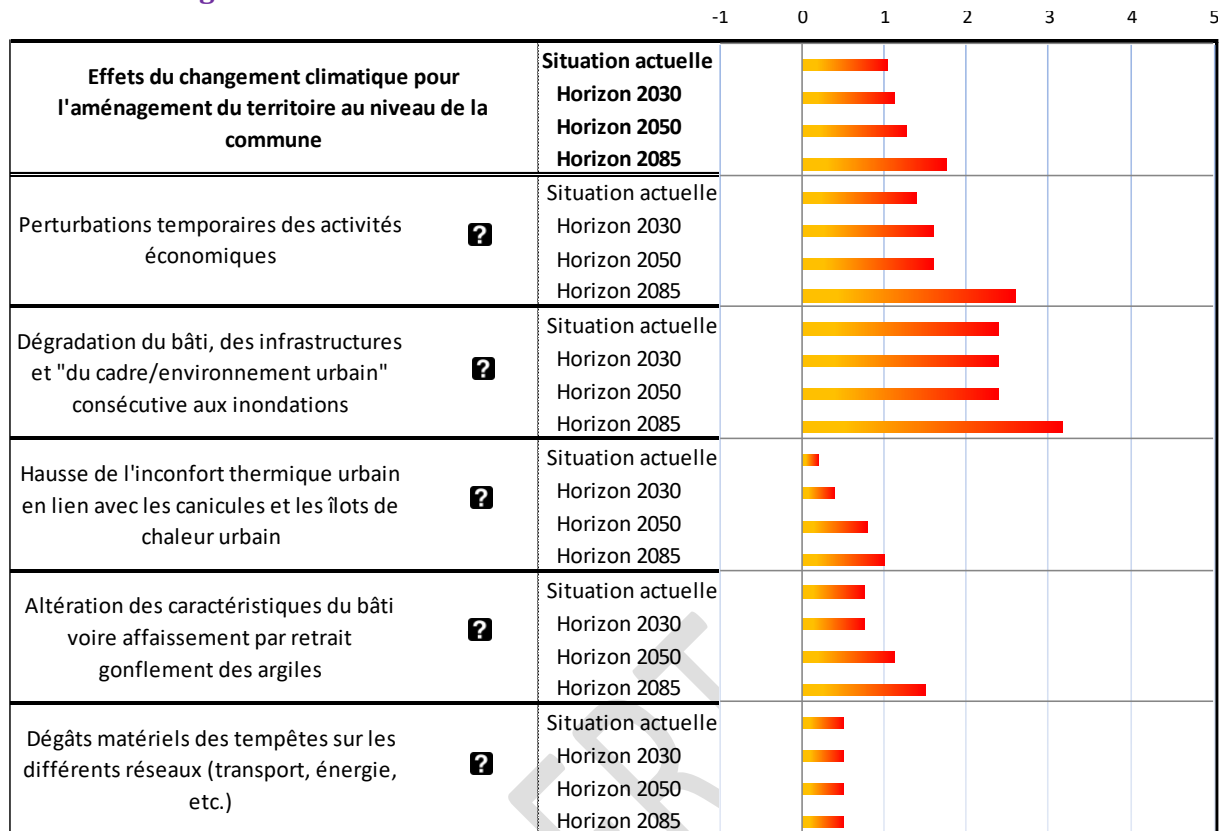 -1 0 1 2 3 4 5
Effets du changement climatique pour
l'aménagement du territoire au niveau de la
commune
Situation actuelle
Horizon 2030
Horizon 2050
Horizon 2085
Perturbations temporaires des activités
économiques
?
Situation actuelle
Horizon 2030
Horizon 2050
Horizon 2085
Dégradation du bâti, des infrastructures
et "du cadre/environnement urbain"
consécutive aux inondations
?
Situation actuelle
Horizon 2030
Horizon 2050
Horizon 2085
Hausse de l'inconfort thermique urbain
en lien avec les canicules et les îlots de
chaleur urbain
?
Situation actuelle
Horizon 2030
Horizon 2050
Horizon 2085
Altération des caractéristiques du bâti
voire affaissement par retrait
gonflement des argiles
?
Situation actuelle
Horizon 2030
Horizon 2050
Horizon 2085
Dégâts matériels des tempêtes sur les
différents réseaux (transport, énergie,
etc.)
?
Situation actuelle
Horizon 2030
Horizon 2050
Horizon 2085